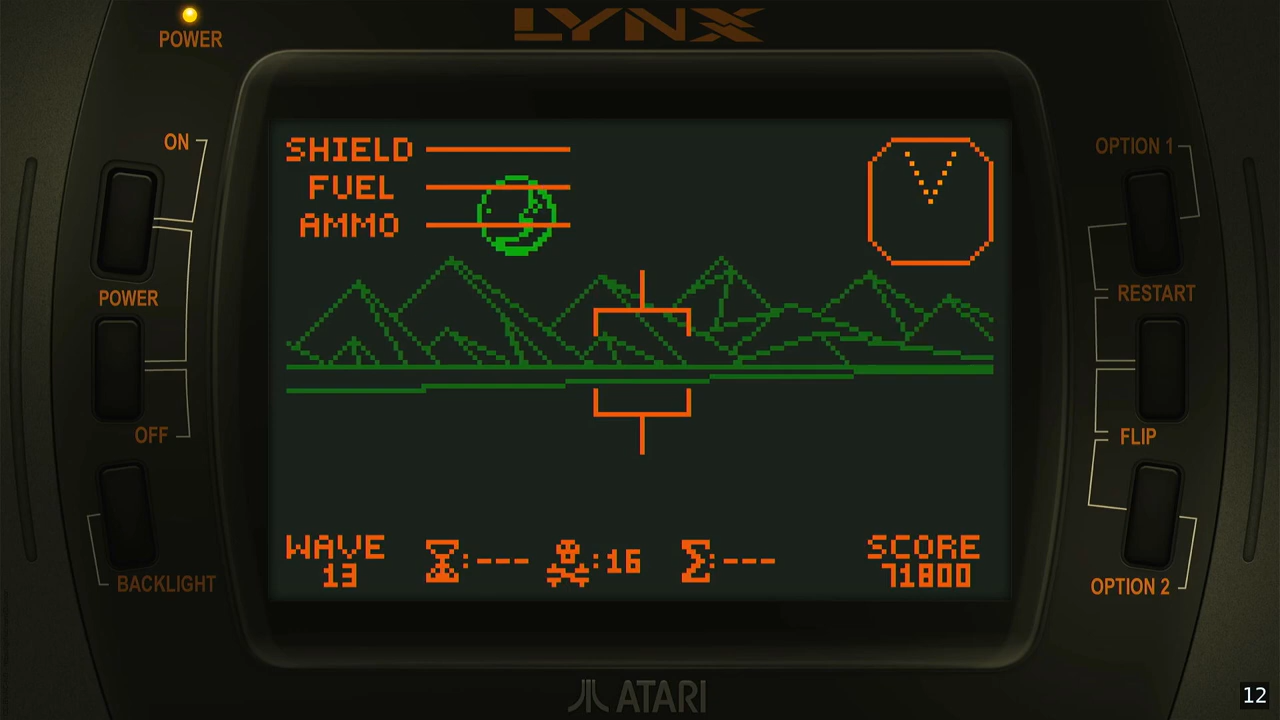 LYNX
POWER
ON
POWER
OFF
BACKLIGHT
SHIELD
FUEL
AMMO
OPTION 1
RESTART
FLIP
OPTION 2
WAVE
13
:---
:16
Σ:---
SCORE
71800
ATARI
12